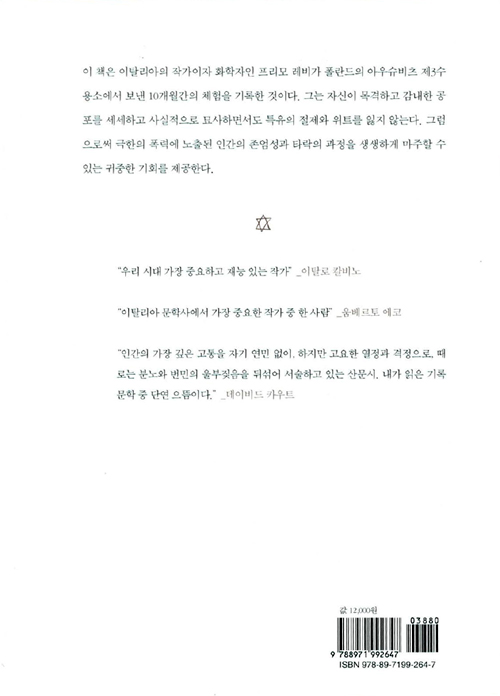 이 책은 이탈리아의 작가이자 화학자인 프리모 레비가 폴란드의 아우슈비츠 제3수
용소에서 보낸 10개월간의 체험을 기록한 것이다. 그는 자신이 목격하고 감내한 공
포를 세세하고 사실적으로 묘사하면서도 특유의 절제와 위트를 잃지 않는다. 그럼
으로써 극한의 폭력에 노출된 인간의 존엄성과 타락의 과정을 생생하게 마주할 수
있는 귀중한 기회를 제공한다.
"우리 시대 가장 중요하고 재능 있는 작가" _이탈로 칼비노
"이탈리아 문학사에서 가장 중요한 작가 중 한 사람" _움베르토 에코
"인간의 가장 깊은 고통을 자기 연민 없이, 하지만 고요한 열정과 격정으로, 때
로는 분노와 번민의 울부짖음을 뒤섞어 서술하고 있는 산문시. 내가 읽은 기록
문학 중 단연 으뜸이다." _데이비드 카우트
값 12,000원
03880
9 788971 992647
ISBN 978-89-7199-264-7